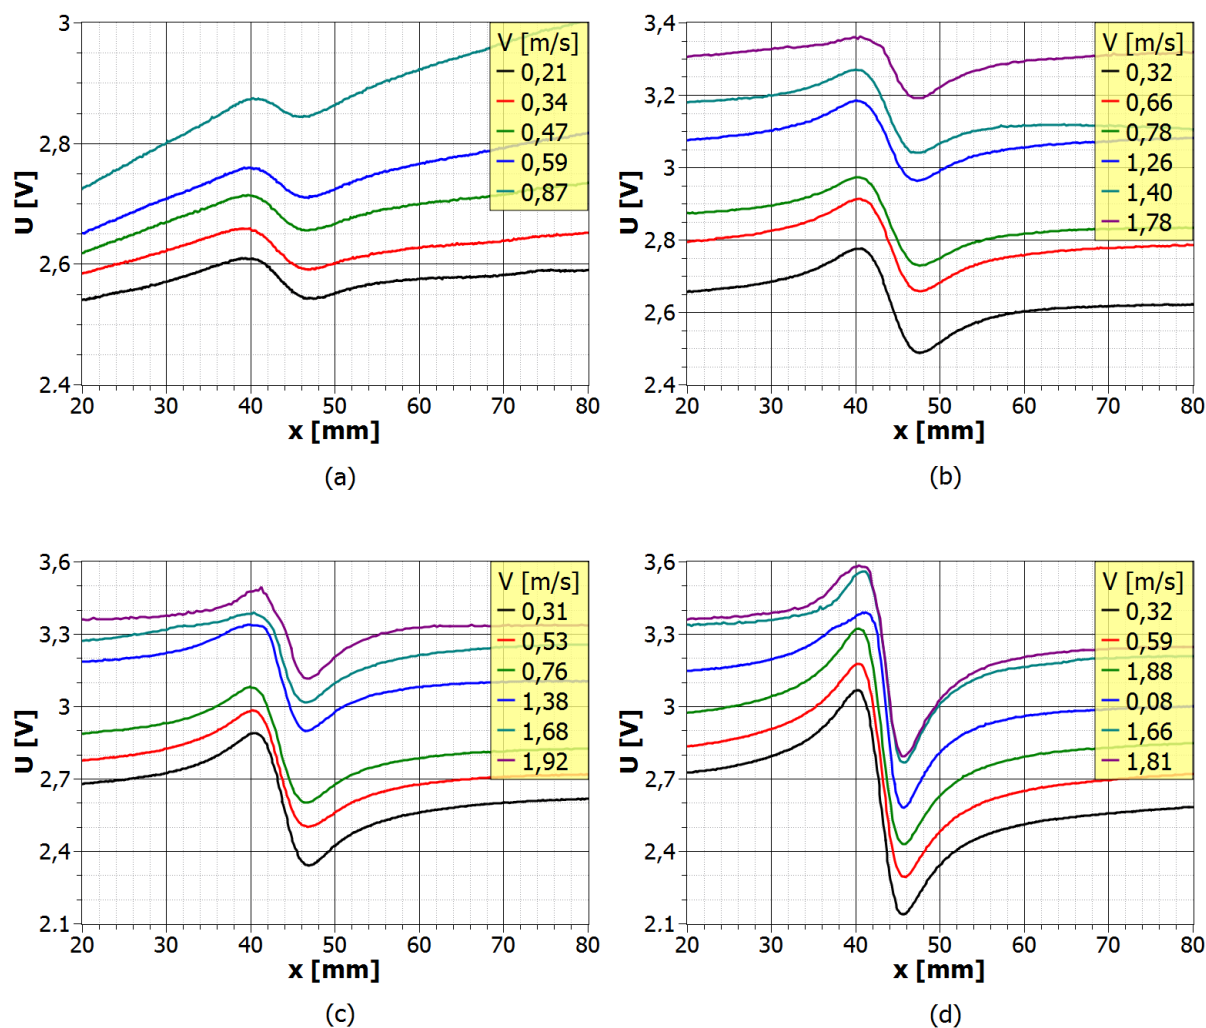 3
2,8
2,6
2,4
U [V]
20 30 40 50 60 70 80
x [mm]
V [m/s]
0,21
0,34
0,47
0,59
0,87
(a)
3,4
3,2
3
2,8
2,6
2,4
U [V]
20 30 40 50 60 70 80
x [mm]
V [m/s]
0,32
0,66
0,78
1,26
1,40
1,78
(b)
3,6
3,3
3
2,7
2,4
2,1
U [V]
20 30 40 50 60 70 80
x [mm]
V [m/s]
0,31
0,53
0,76
1,38
1,68
1,92
(c)
3,6
3,3
3
2,7
2,4
2,1
U [V]
20 30 40 50 60 70 80
x [mm]
V [m/s]
0,32
0,59
1,88
0,08
1,66
1,81
(d)